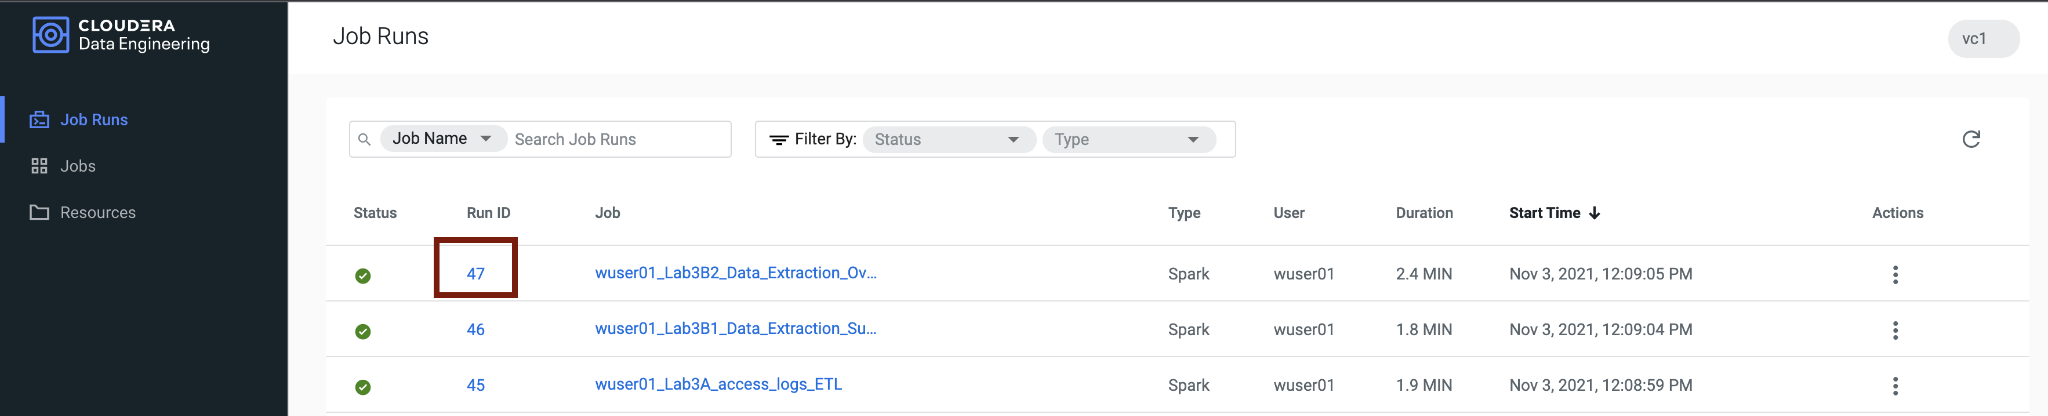 CLOUDERA
Data Engineering
Job Runs
Jobs
Resources
Job Runs
vc1
Job Name Search Job Runs Filter By: Status Type
Status Run ID Job Type User Duration Start Time Actions
47 wuser01_Lab3B2_Data_Extraction_Ov... Spark wuser01 2.4 MIN Nov 3, 2021, 12:09:05 PM
46 wuser01_Lab3B1_Data_Extraction_Su... Spark wuser01 1.8 MIN Nov 3, 2021, 12:09:04 PM
45 wuser01_Lab3A_access_logs_ETL Spark wuser01 1.9 MIN Nov 3, 2021, 12:08:59 PM